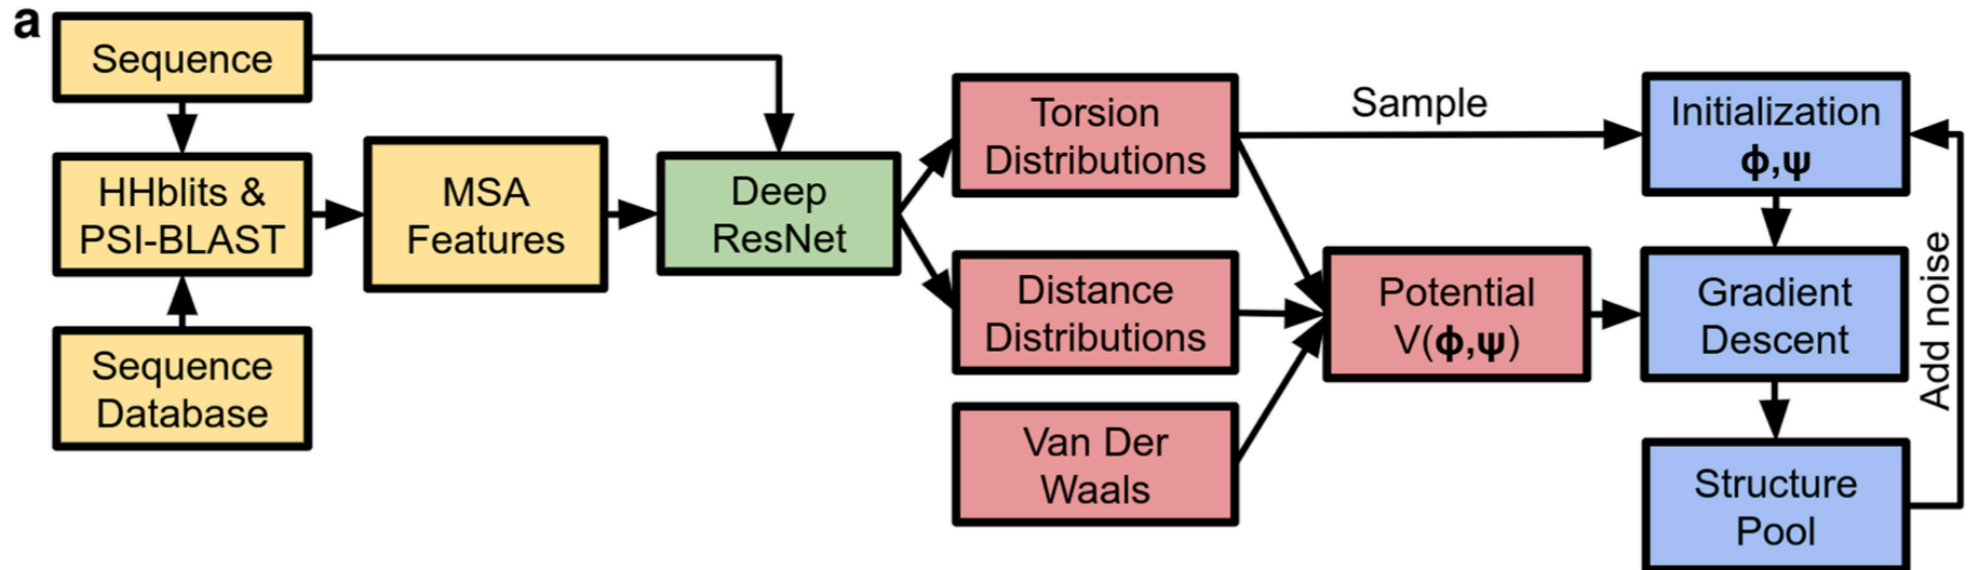 a
Sequence
HHblits &
PSI-BLAST
Sequence
Database
MSA
Features
Deep
ResNet
Torsion
Distributions
Distance
Distributions
Van Der
Waals
Sample
Potential
V(ϕ,ψ)
Initialization
ϕ,ψ
Gradient
Descent
Structure
Pool
Add noise